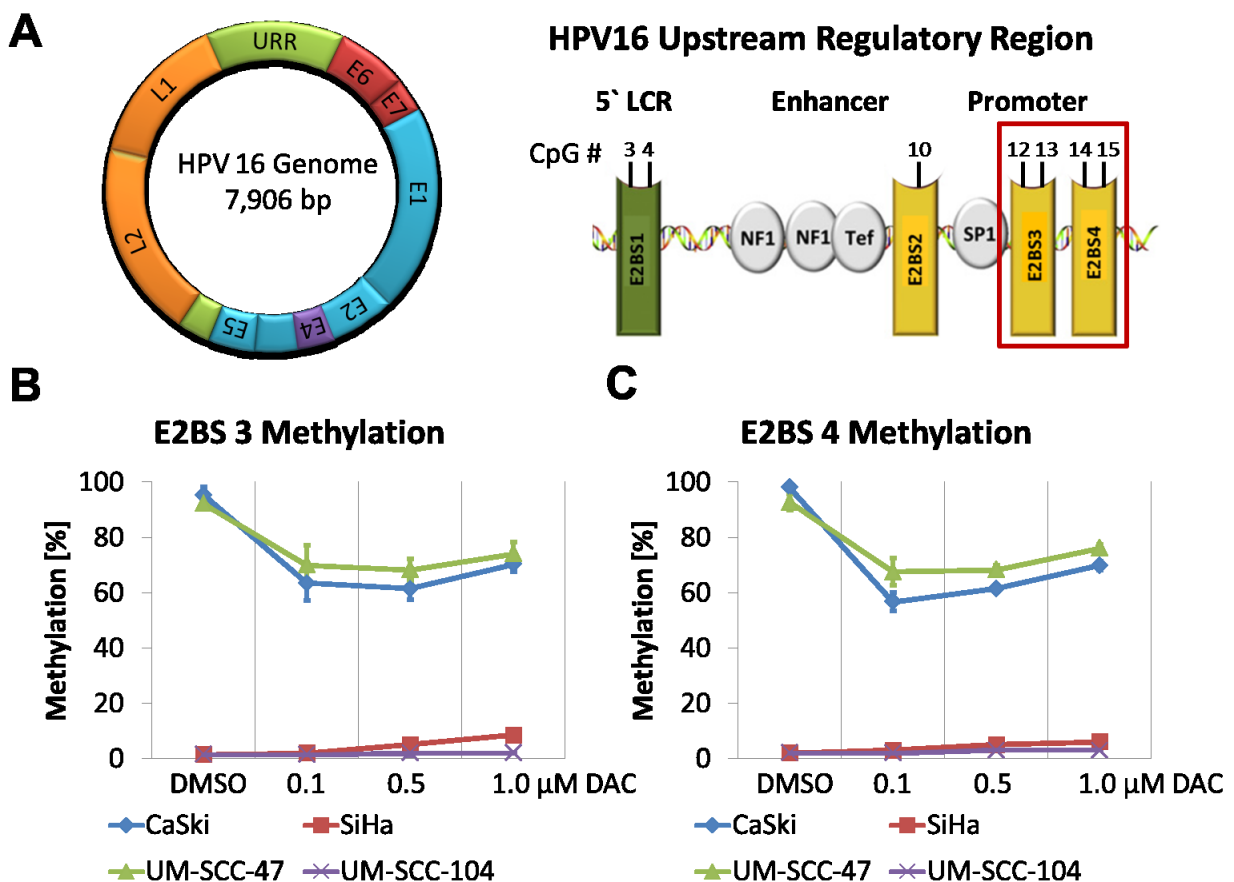 A
URR
E6
E7
E1
E2
E4
E5
L2
L1
HPV 16 Genome
7,906 bp
HPV16 Upstream Regulatory Region
5` LCR Enhancer Promoter
CpG # 3 4 10 12 13 14 15
E2BS1 NF1 NF1 Tef E2BS2 SP1 E2BS3 E2BS4
B
E2BS 3 Methylation
Methylation [%]
100
80
60
40
20
0
DMSO 0.1 0.5 1.0 µM DAC
CaSki SiHa
UM-SCC-47 UM-SCC-104
C
E2BS 4 Methylation
Methylation [%]
100
80
60
40
20
0
DMSO 0.1 0.5 1.0 µM DAC
CaSki SiHa
UM-SCC-47 UM-SCC-104